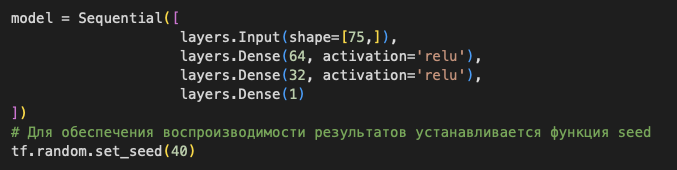 model = Sequential([
layers.Input(shape=[75,]),
layers.Dense(64, activation='relu'),
layers.Dense(32, activation='relu'),
layers.Dense(1)
])
# Для обеспечения воспроизводимости результатов устанавливается функция seed
tf.random.set_seed(40)